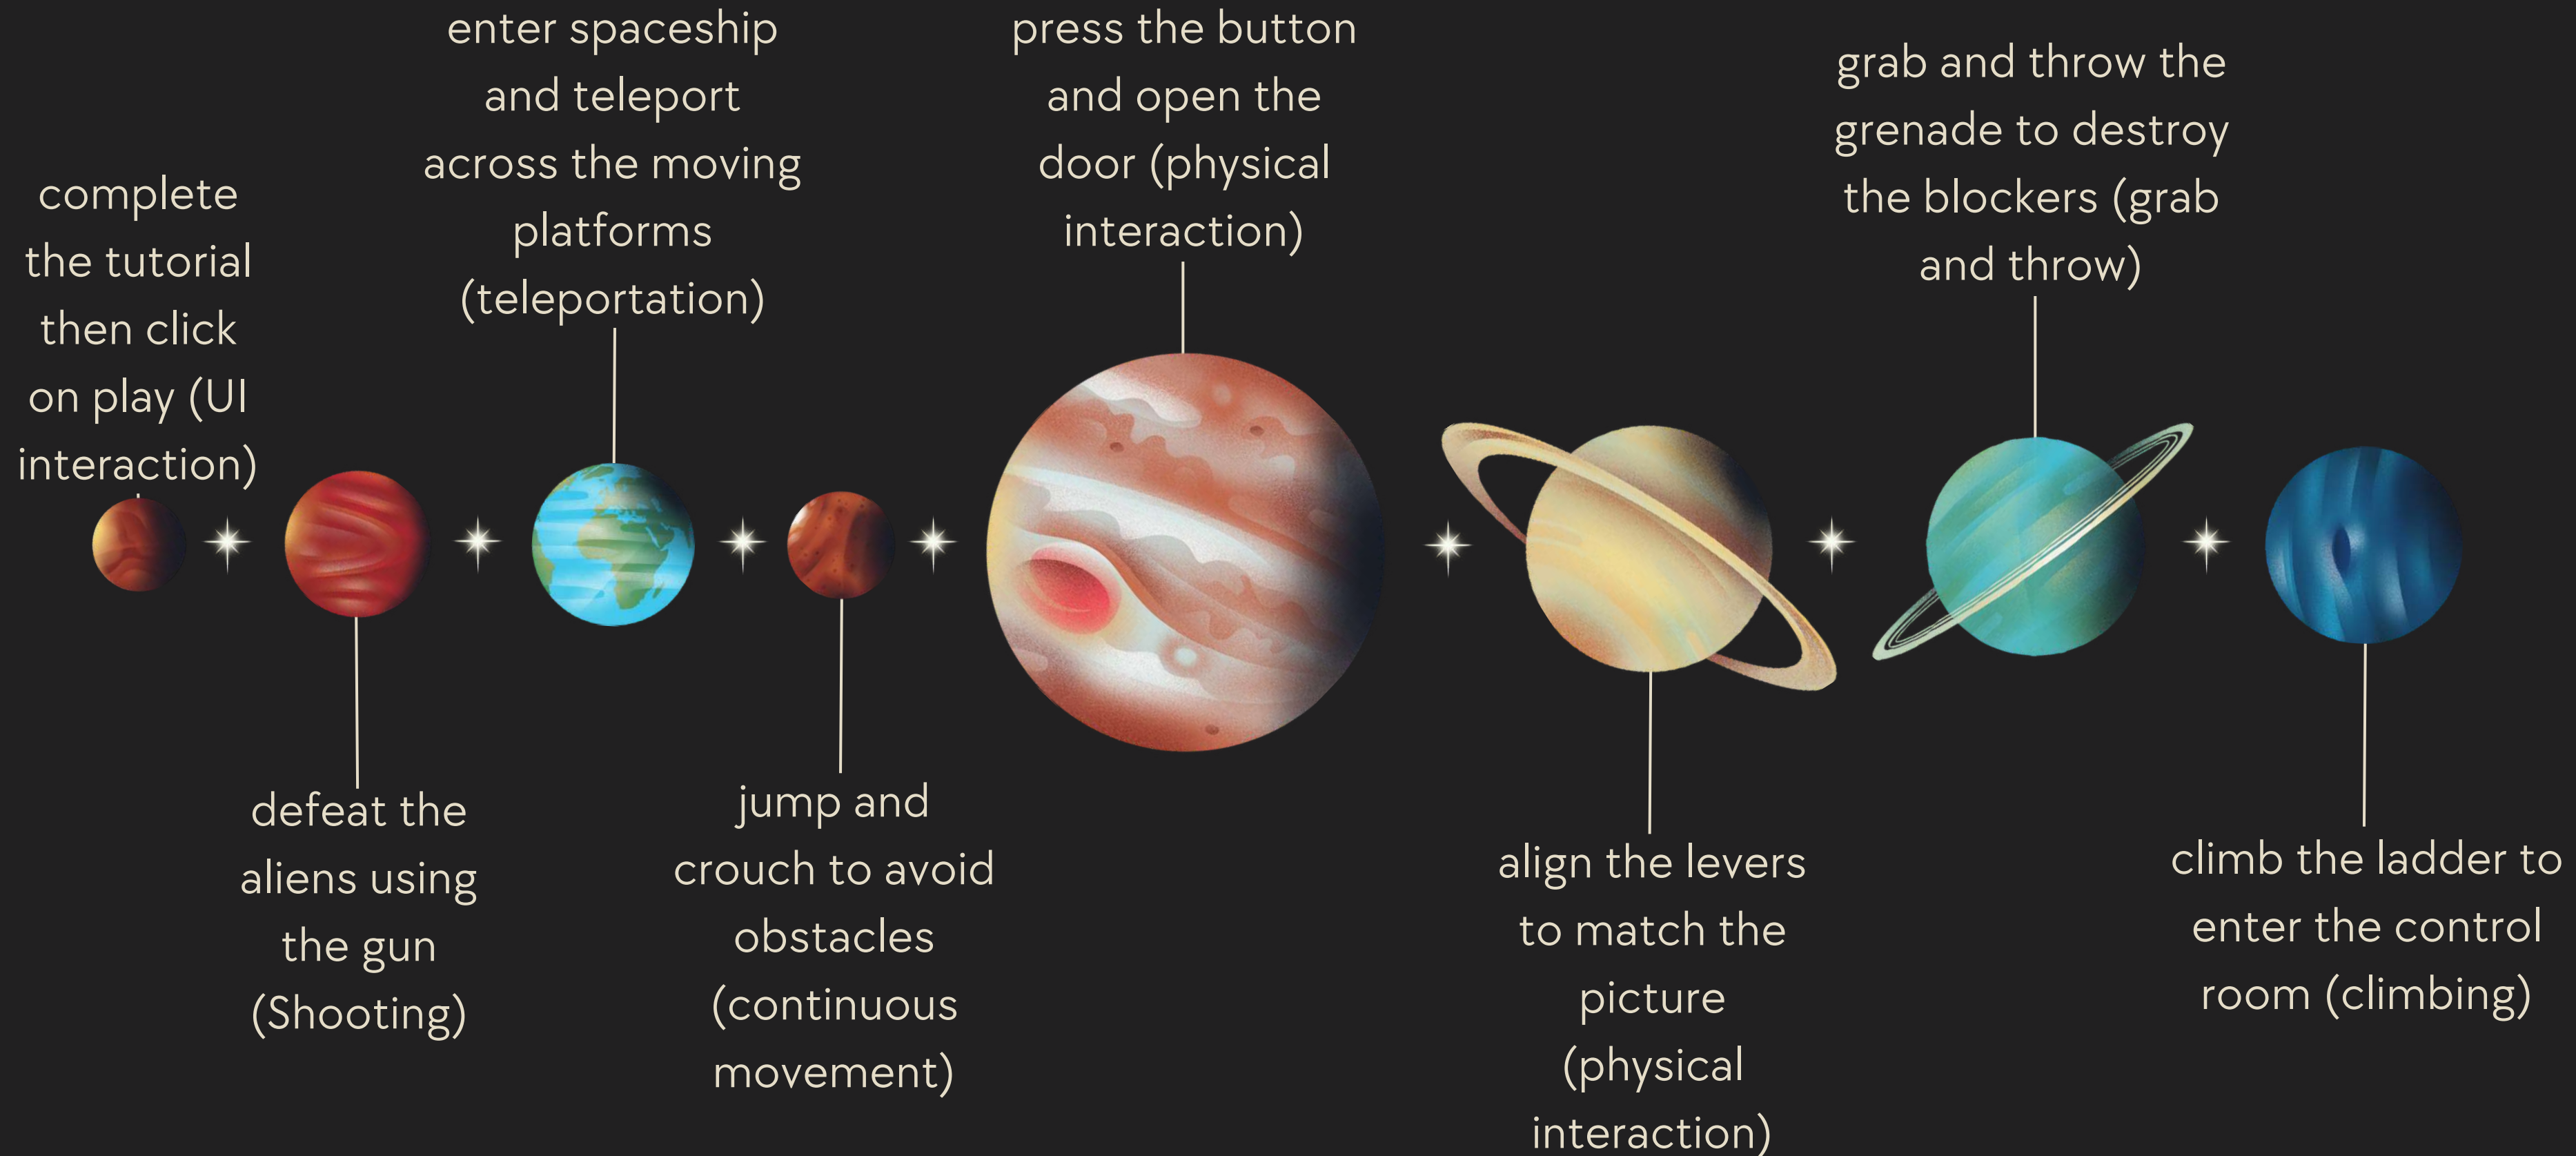 complete
the tutorial
then click
on play (UI
interaction)
defeat the
aliens using
the gun
(Shooting)
enter spaceship
and teleport
across the moving
platforms
(teleportation)
jump and
crouch to avoid
obstacles
(continuous
movement)
press the button
and open the
door (physical
interaction)
align the levers
to match the
picture
(physical
interaction)
grab and throw the
grenade to destroy
the blockers (grab
and throw)
climb the ladder to
enter the control
room (climbing)